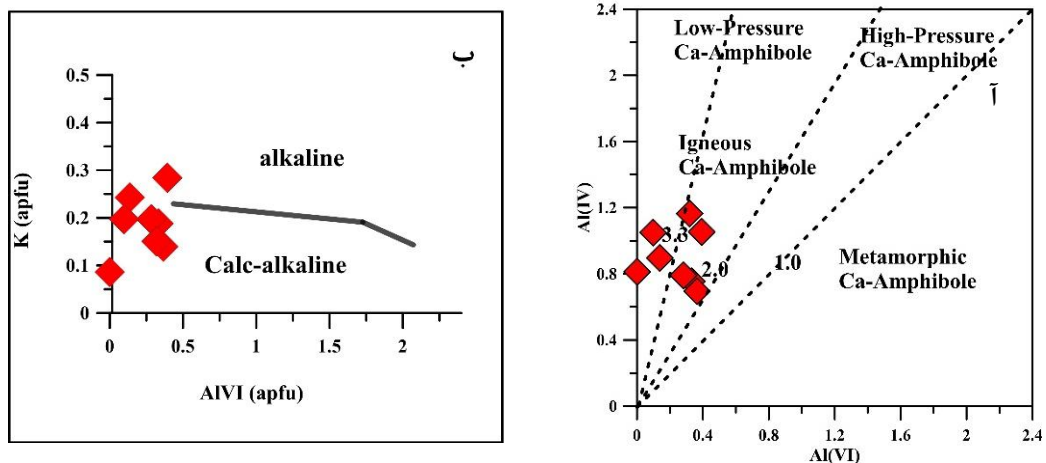 ب
0.5
0.4
0.3
0.2
0.1
0
K (apfu)
alkaline
Calc-alkaline
0
0.5
1
1.5
2
AlVI (apfu)
2.4
2
1.6
1.2
0.8
0.4
0
Al(IV)
Low-Pressure
Ca-Amphibole
High-Pressure
Ca-Amphibole
آ
Igneous
Ca-Amphibole
3.3
2.0
1.0
Metamorphic
Ca-Amphibole
0
0.4
0.8
1.2
1.6
2
2.4
Al(VI)